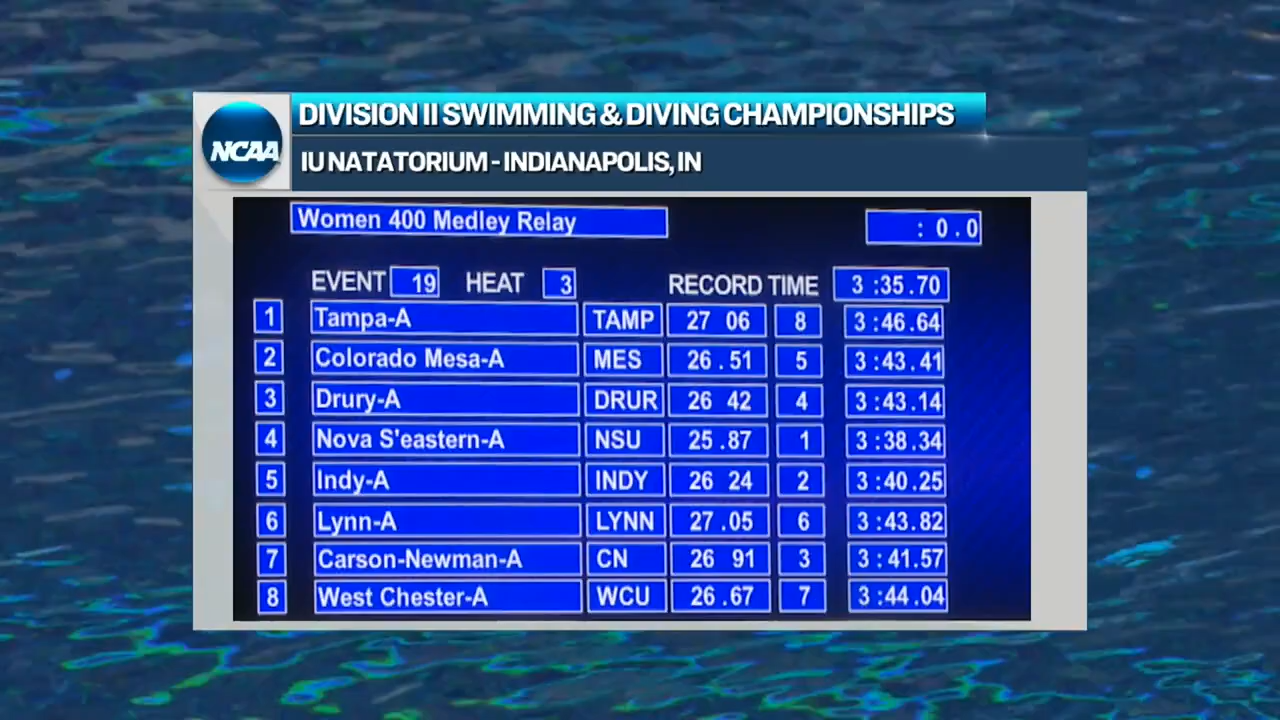 DIVISION II SWIMMING & DIVING CHAMPIONSHIPS
NCAA
IU NATATORIUM - INDIANAPOLIS, IN
Women 400 Medley Relay : 0.0
EVENT 19 HEAT 3 RECORD TIME 3:35.70
1 Tampa-A TAMP 27 06 8 3:46.64
2 Colorado Mesa-A MES 26.51 5 3:43.41
3 Drury-A DRUR 26 42 4 3:43.14
4 Nova S'eastern-A NSU 25.87 1 3:38.34
5 Indy-A INDY 26 24 2 3:40.25
6 Lynn-A LYNN 27.05 6 3:43.82
7 Carson-Newman-A CN 26 91 3 3:41.57
8 West Chester-A WCU 26.67 7 3:44.04